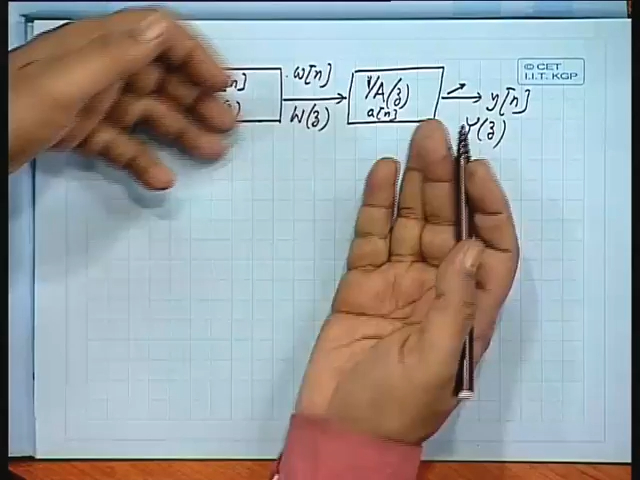 © CET
I.I.T. KGP
w[n]
W(z)
1/A(z)
a[n]
y[n]
Y(z)